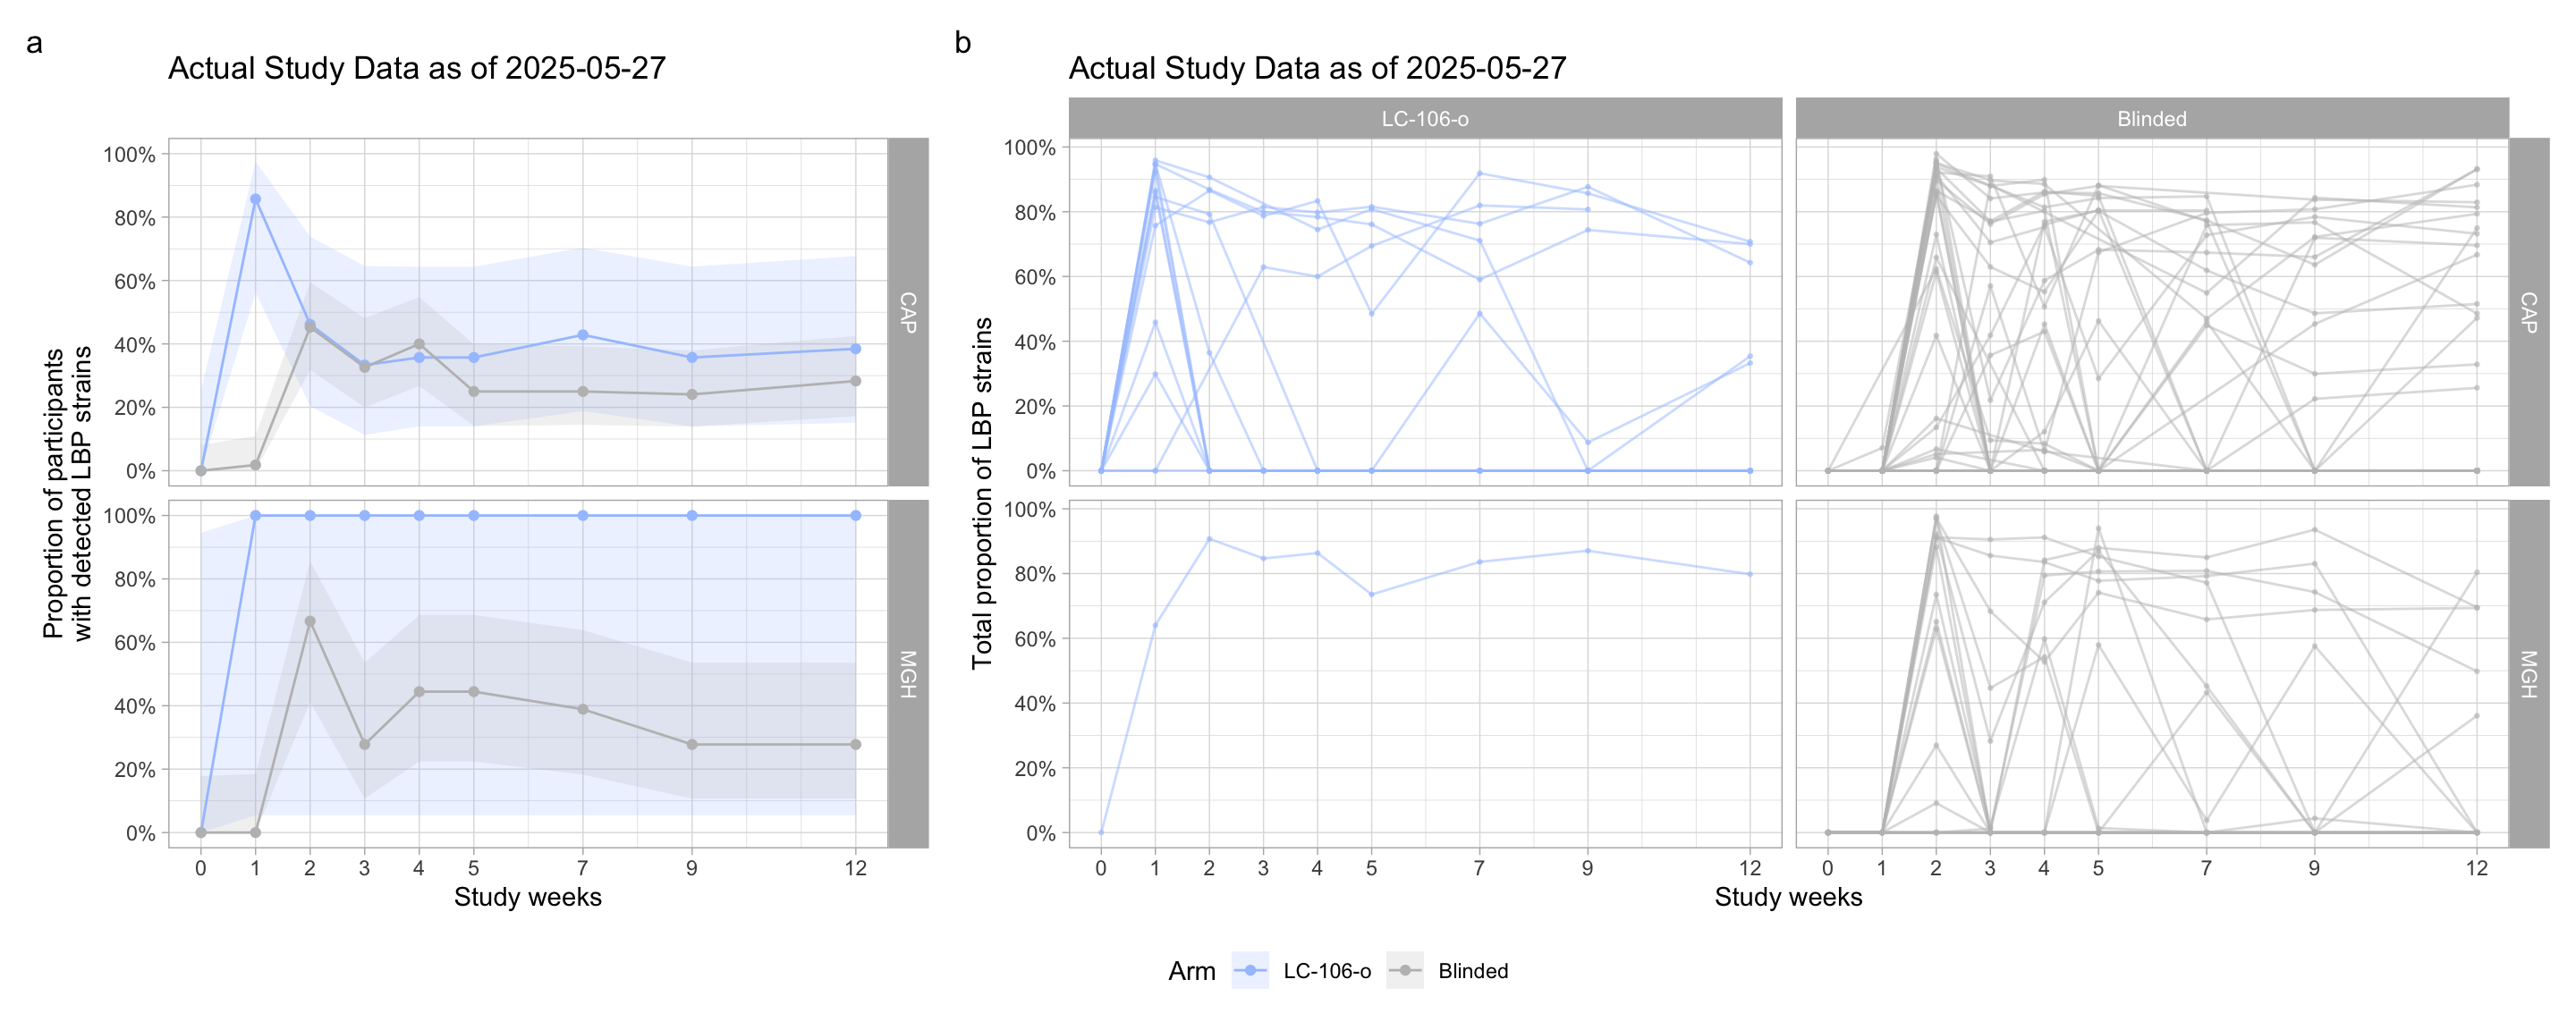 a
Actual Study Data as of 2025-05-27
Proportion of participants
with detected LBP strains
100%
80%
60%
40%
20%
0%
CAP
100%
80%
60%
40%
20%
0%
MGH
0 1 2 3 4 5 7 9 12
Study weeks
b
Actual Study Data as of 2025-05-27
LC-106-o
Blinded
Total proportion of LBP strains
100%
80%
60%
40%
20%
0%
CAP
100%
80%
60%
40%
20%
0%
MGH
0 1 2 3 4 5 7 9 12
0 1 2 3 4 5 7 9 12
Study weeks
Arm LC-106-o Blinded